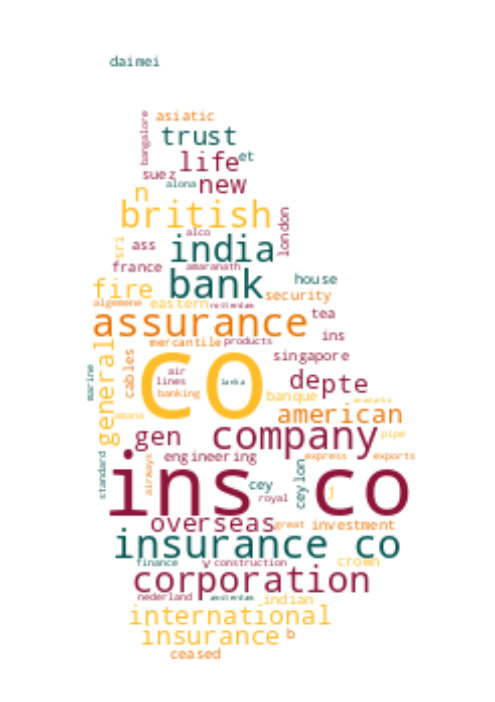 daimei
bangalore
asiatic
trust
life
et
suez
alona
new
n
british
london
alco
sri
ass
india
france
amaranath
bank
house
fire
security
algemene
eastern
rotterdam
assurance
tea
mercantile
products
ins
general
cables
singapore
marine
air
lines
lanka
co
depte
banking
banque
american
gen
company
pipe
standard
airways
engineering
express
exports
cey
ceylon
j
ins co
royal
overseas
great
investment
insurance co
finance
y
construction
crown
corporation
nederland
amsterdam
indian
international
insurance
b
ceased